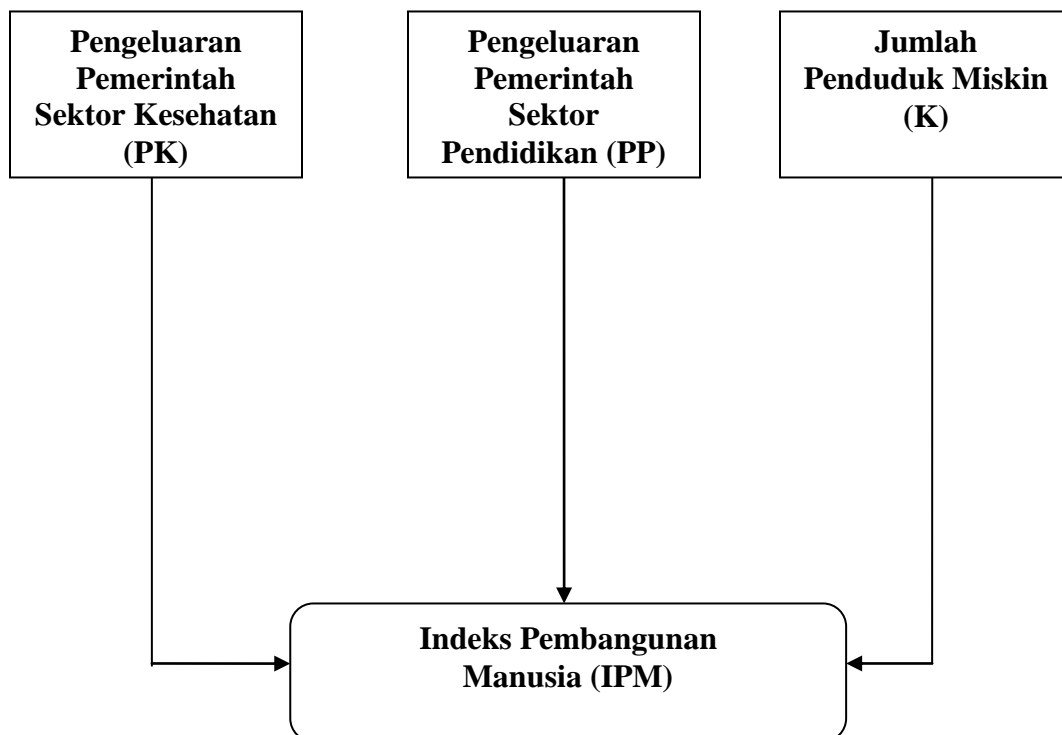 Pengeluaran
Pemerintah
Sektor Kesehatan
(PK)
Pengeluaran
Pemerintah
Sektor
Pendidikan (PP)
Jumlah
Penduduk Miskin
(K)
Indeks Pembangunan
Manusia (IPM)